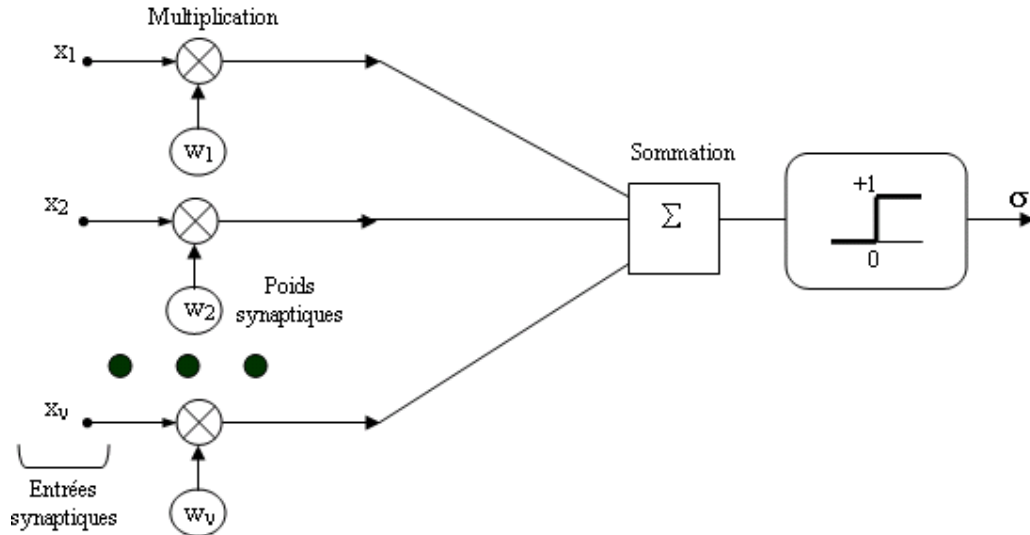 Multiplication
x1
w1
Sommation
x2
Σ
+1
0
σ
w2
Poids
synaptiques
xν
Entrées
synaptiques
wν